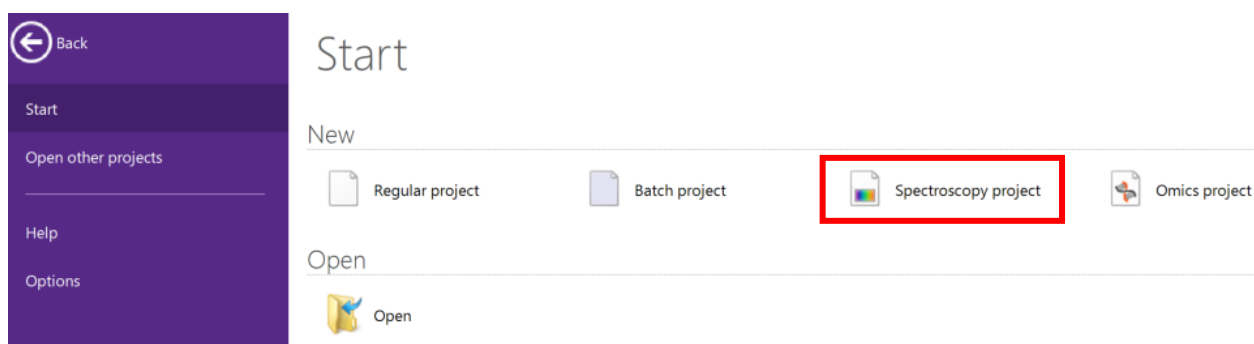 Back
Start
Open other projects
Help
Options
Start
New
Regular project
Batch project
Spectroscopy project
Omics project
Open
Open